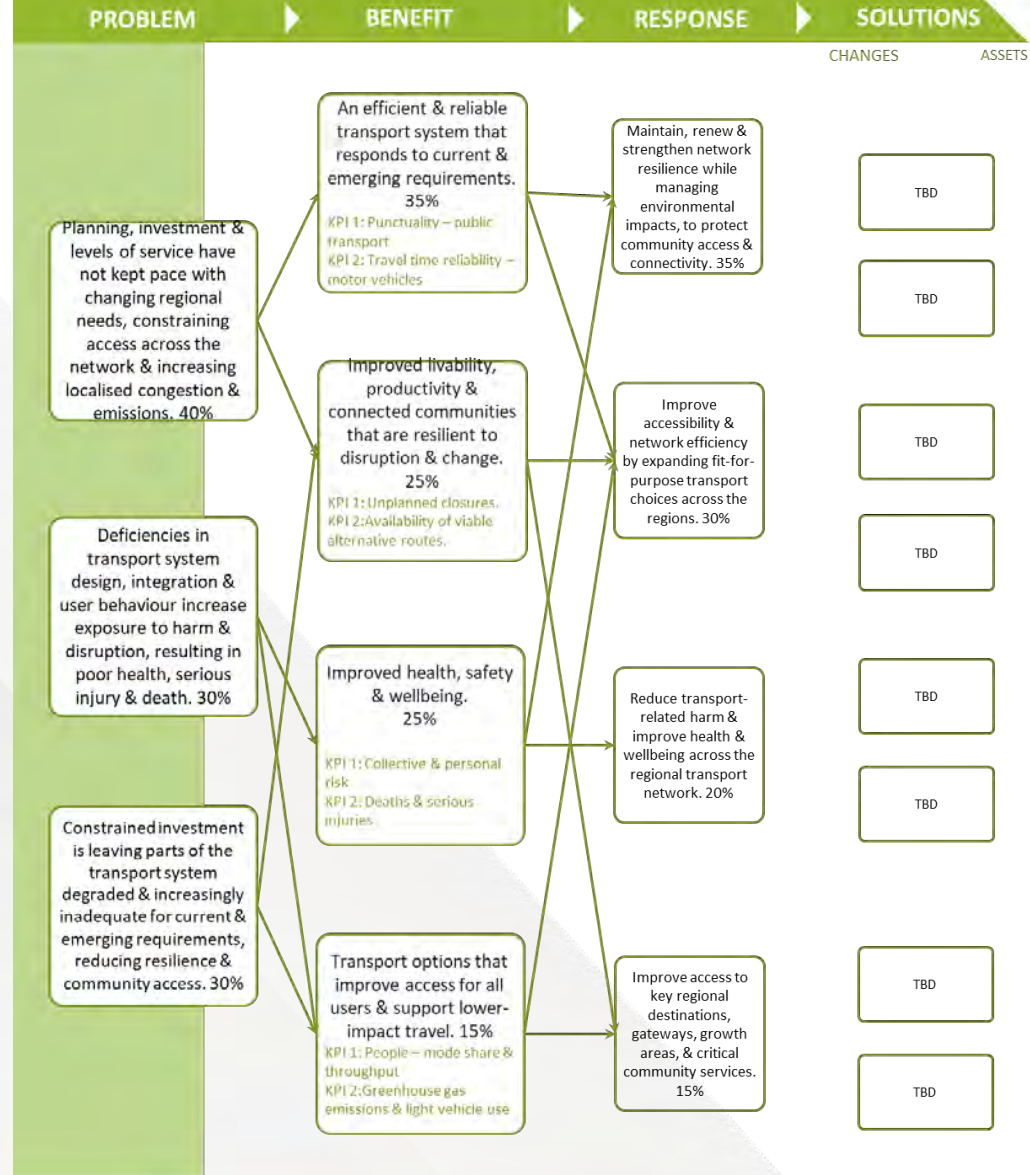 PROBLEM
BENEFIT
RESPONSE
SOLUTIONS
CHANGES
ASSETS
Planning, investment &
levels of service have
not kept pace with
changing regional
needs, constraining
access across the
network & increasing
localised congestion &
emissions. 40%
Deficiencies in
transport system
design, integration &
user behaviour increase
exposure to harm &
disruption, resulting in
poor health, serious
injury & death. 30%
Constrained investment
is leaving parts of the
transport system
degraded & increasingly
inadequate for current &
emerging requirements,
reducing resilience &
community access. 30%
An efficient & reliable
transport system that
responds to current &
emerging requirements.
35%
KPI 1: Punctuality – public
transport
KPI 2: Travel time reliability –
motor vehicles
Improved livability,
productivity &
connected communities
that are resilient to
disruption & change.
25%
KPI 1: Unplanned closures.
KPI 2:Availability of viable
alternative routes.
Improved health, safety
& wellbeing.
25%
KPI 1: Collective & personal
risk
KPI 2: Deaths & serious
injuries
Transport options that
improve access for all
users & support lower-
impact travel. 15%
KPI 1: People – mode share &
throughput
KPI 2:Greenhouse gas
emissions & light vehicle use
Maintain, renew &
strengthen network
resilience while
managing
environmental
impacts, to protect
community access &
connectivity. 35%
Improve
accessibility &
network efficiency
by expanding fit-for-
purpose transport
choices across the
regions. 30%
Reduce transport-
related harm &
improve health &
wellbeing across the
regional transport
network. 20%
Improve access to
key regional
destinations,
gateways, growth
areas, & critical
community services.
15%
TBD
TBD
TBD
TBD
TBD
TBD
TBD
TBD